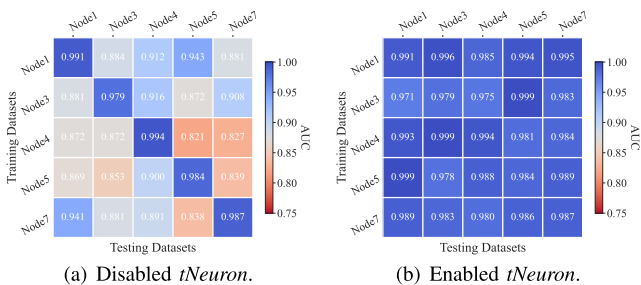 Node1 Node3 Node4 Node5 Node7
Node1 0.991 0.884 0.912 0.943 0.881
Node3 0.881 0.979 0.916 0.872 0.908
Node4 0.872 0.872 0.994 0.821 0.827
Node5 0.869 0.853 0.900 0.984 0.839
Node7 0.941 0.881 0.891 0.838 0.987
Training Datasets
Testing Datasets
1.00
0.95
0.90
0.85
0.80
0.75
AUC
(a) Disabled tNeuron.
Node1 Node3 Node4 Node5 Node7
Node1 0.991 0.996 0.985 0.994 0.995
Node3 0.971 0.979 0.975 0.999 0.983
Node4 0.993 0.999 0.994 0.981 0.984
Node5 0.999 0.978 0.988 0.984 0.989
Node7 0.989 0.983 0.980 0.986 0.987
Training Datasets
Testing Datasets
1.00
0.95
0.90
0.85
0.80
0.75
AUC
(b) Enabled tNeuron.